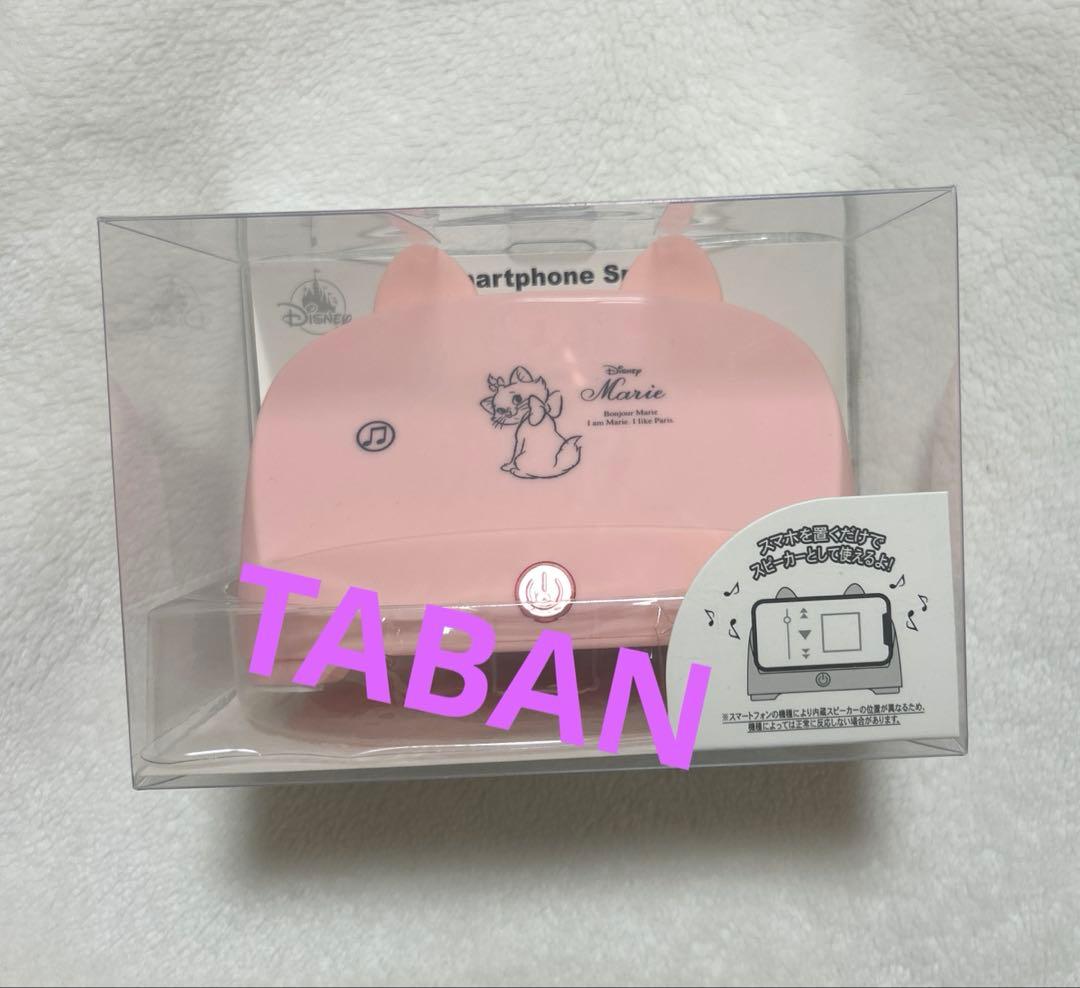 artphone S
Disney
Disney
Marie
Bonjour Marie
I am Marie. I like Paris.
スマホを置くだけで
スピーカーとして使えるよ!
TABAN
※スマートフォンの機種により内蔵スピーカーの位置が異なるため、
機種によっては正常に反応しない場合があります。